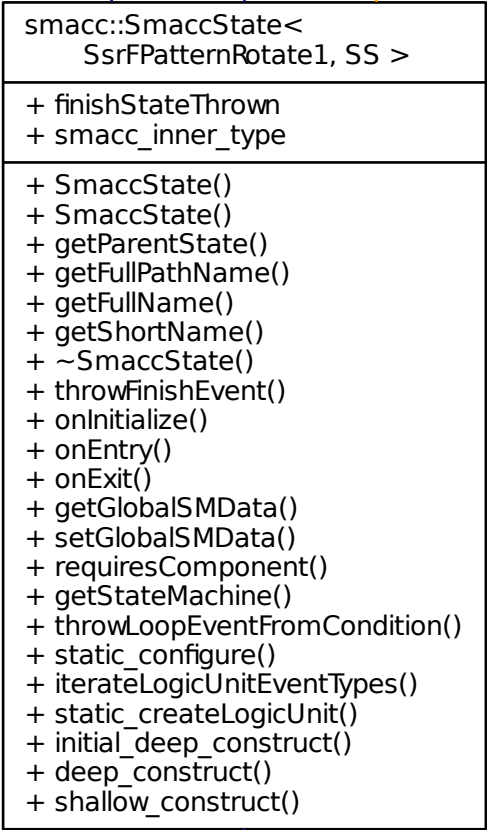 smacc::SmaccState<
SsrFPatternRotate1, SS >
+ finishStateThrown
+ smacc_inner_type
+ SmaccState()
+ SmaccState()
+ getParentState()
+ getFullPathName()
+ getFullName()
+ getShortName()
+ ~SmaccState()
+ throwFinishEvent()
+ onInitialize()
+ onEntry()
+ onExit()
+ getGlobalSMData()
+ setGlobalSMData()
+ requiresComponent()
+ getStateMachine()
+ throwLoopEventFromCondition()
+ static_configure()
+ iterateLogicUnitEventTypes()
+ static_createLogicUnit()
+ initial_deep_construct()
+ deep_construct()
+ shallow_construct()